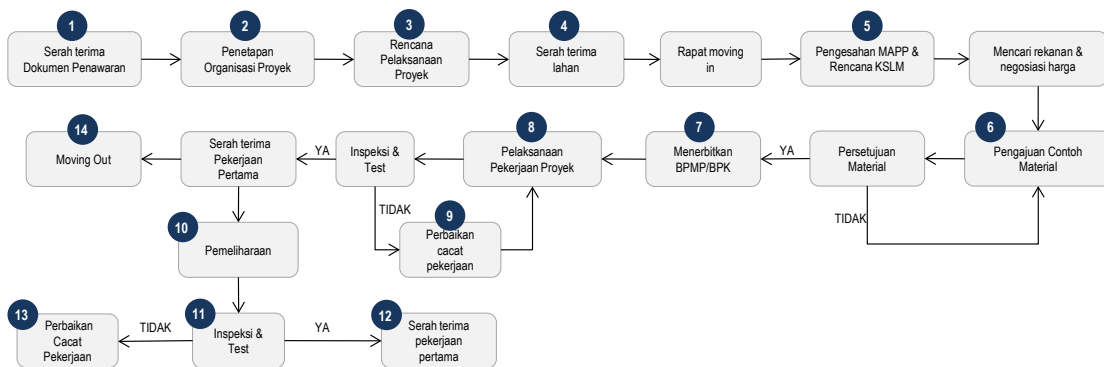 1
Serah terima
Dokumen Penawaran
2
Penetapan
Organisasi Proyek
3
Rencana
Pelaksanaan
Proyek
4
Serah terima
lahan
Rapat moving
in
5
Pengesahan MAPP &
Rencana KSLM
Mencari rekanan &
negosiasi harga
14
Moving Out
Serah terima
Pekerjaan
Pertama
YA
Inspeksi &
Test
8
Pelaksanaan
Pekerjaan Proyek
7
Menerbitkan
BPMP/BPK
YA
Persetujuan
Material
6
Pengajuan Contoh
Material
TIDAK
TIDAK
9
Perbaikan
cacat
pekerjaan
10
Pemeliharaan
13
Perbaikan
Cacat
Pekerjaan
TIDAK
11
Inspeksi &
Test
YA
12
Serah terima
pekerjaan
pertama